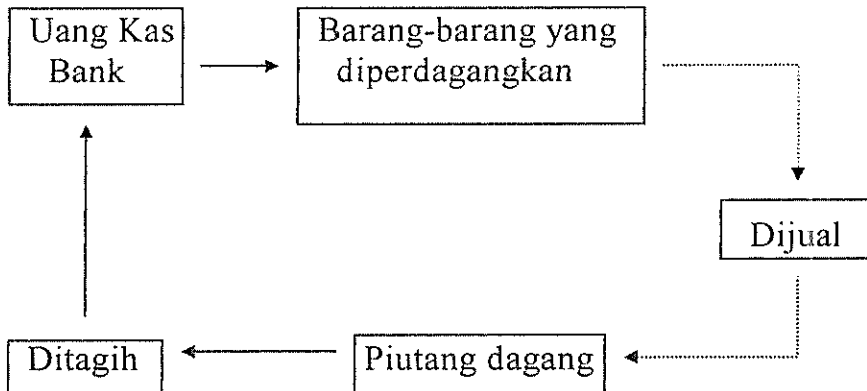 Uang Kas
Bank
Barang-barang yang
diperdagangkan
Dijual
Piutang dagang
Ditagih